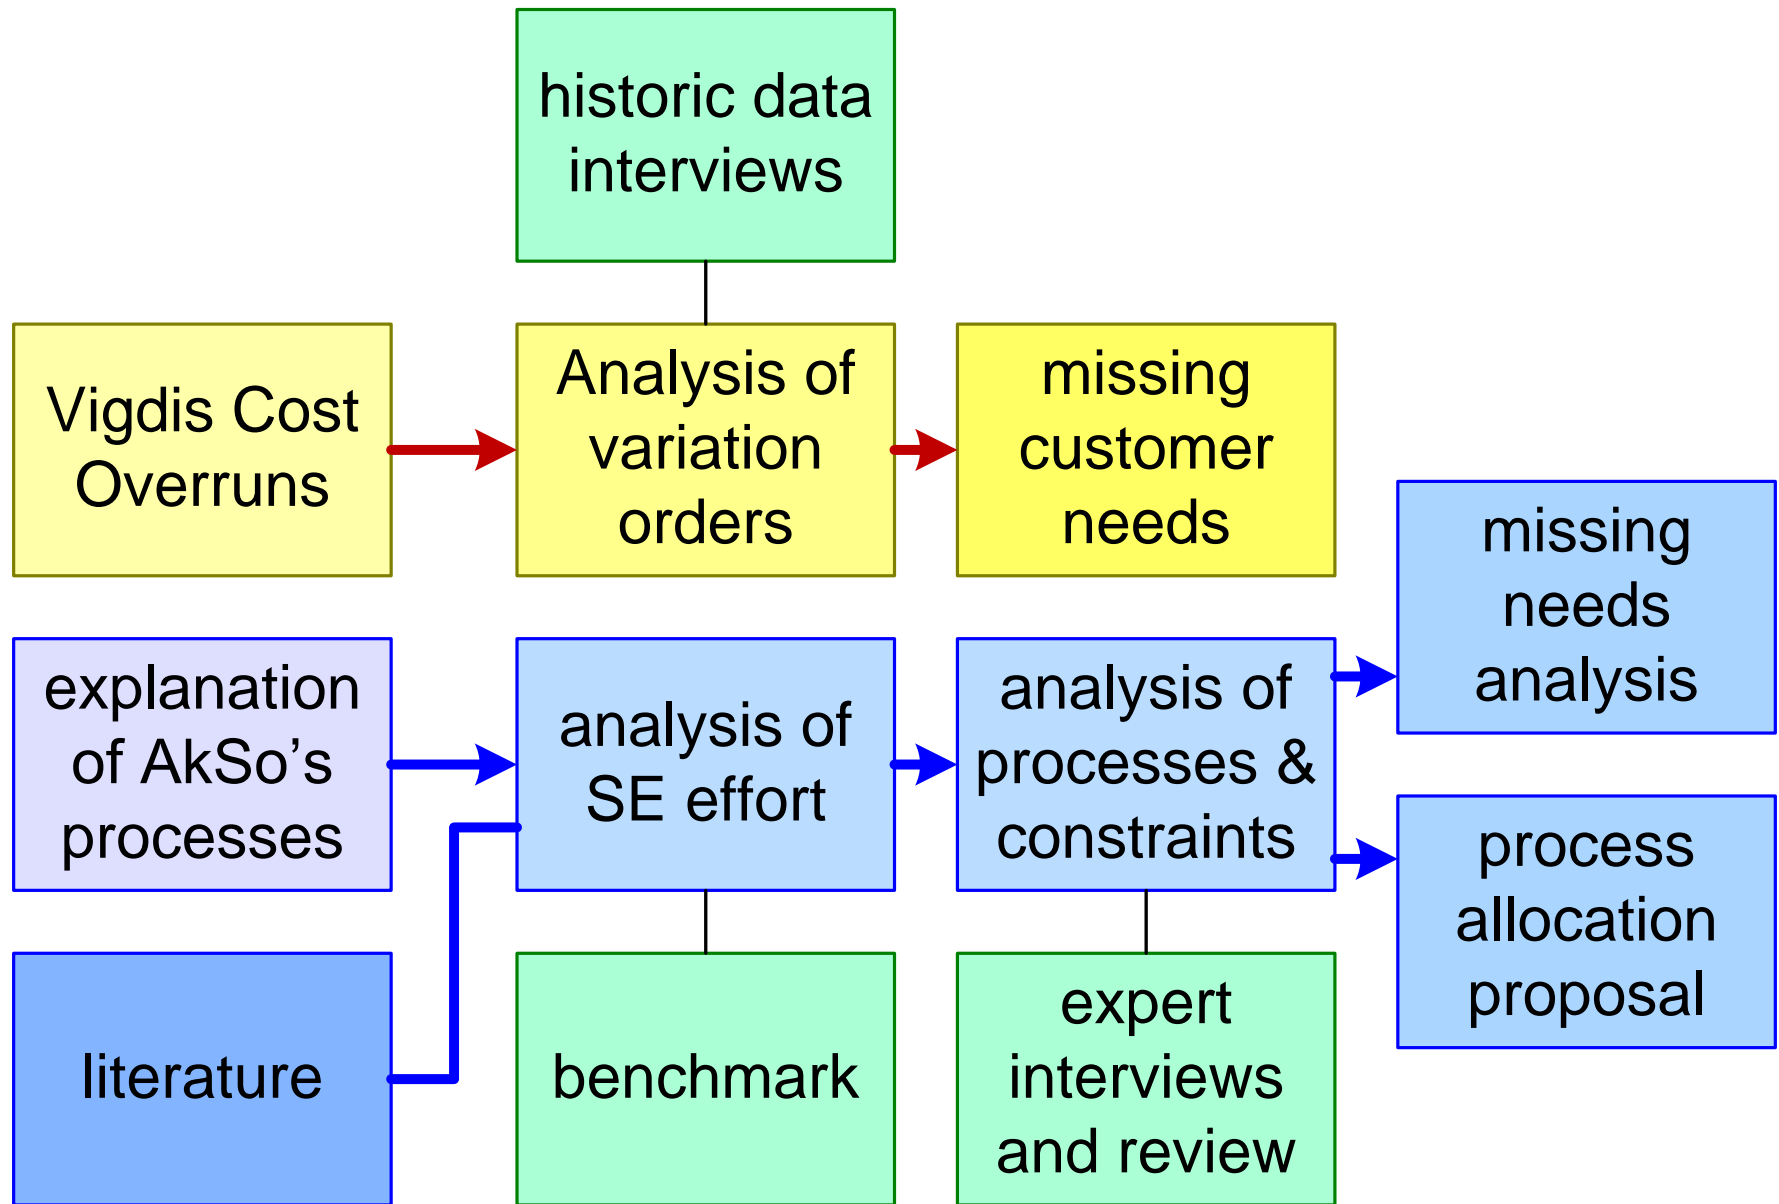 historic data
interviews
Vigdis Cost
Overruns
Analysis of
variation
orders
missing
customer
needs
missing
needs
analysis
explanation
of AkSo’s
processes
analysis of
SE effort
analysis of
processes &
constraints
process
allocation
proposal
literature
benchmark
expert
interviews
and review